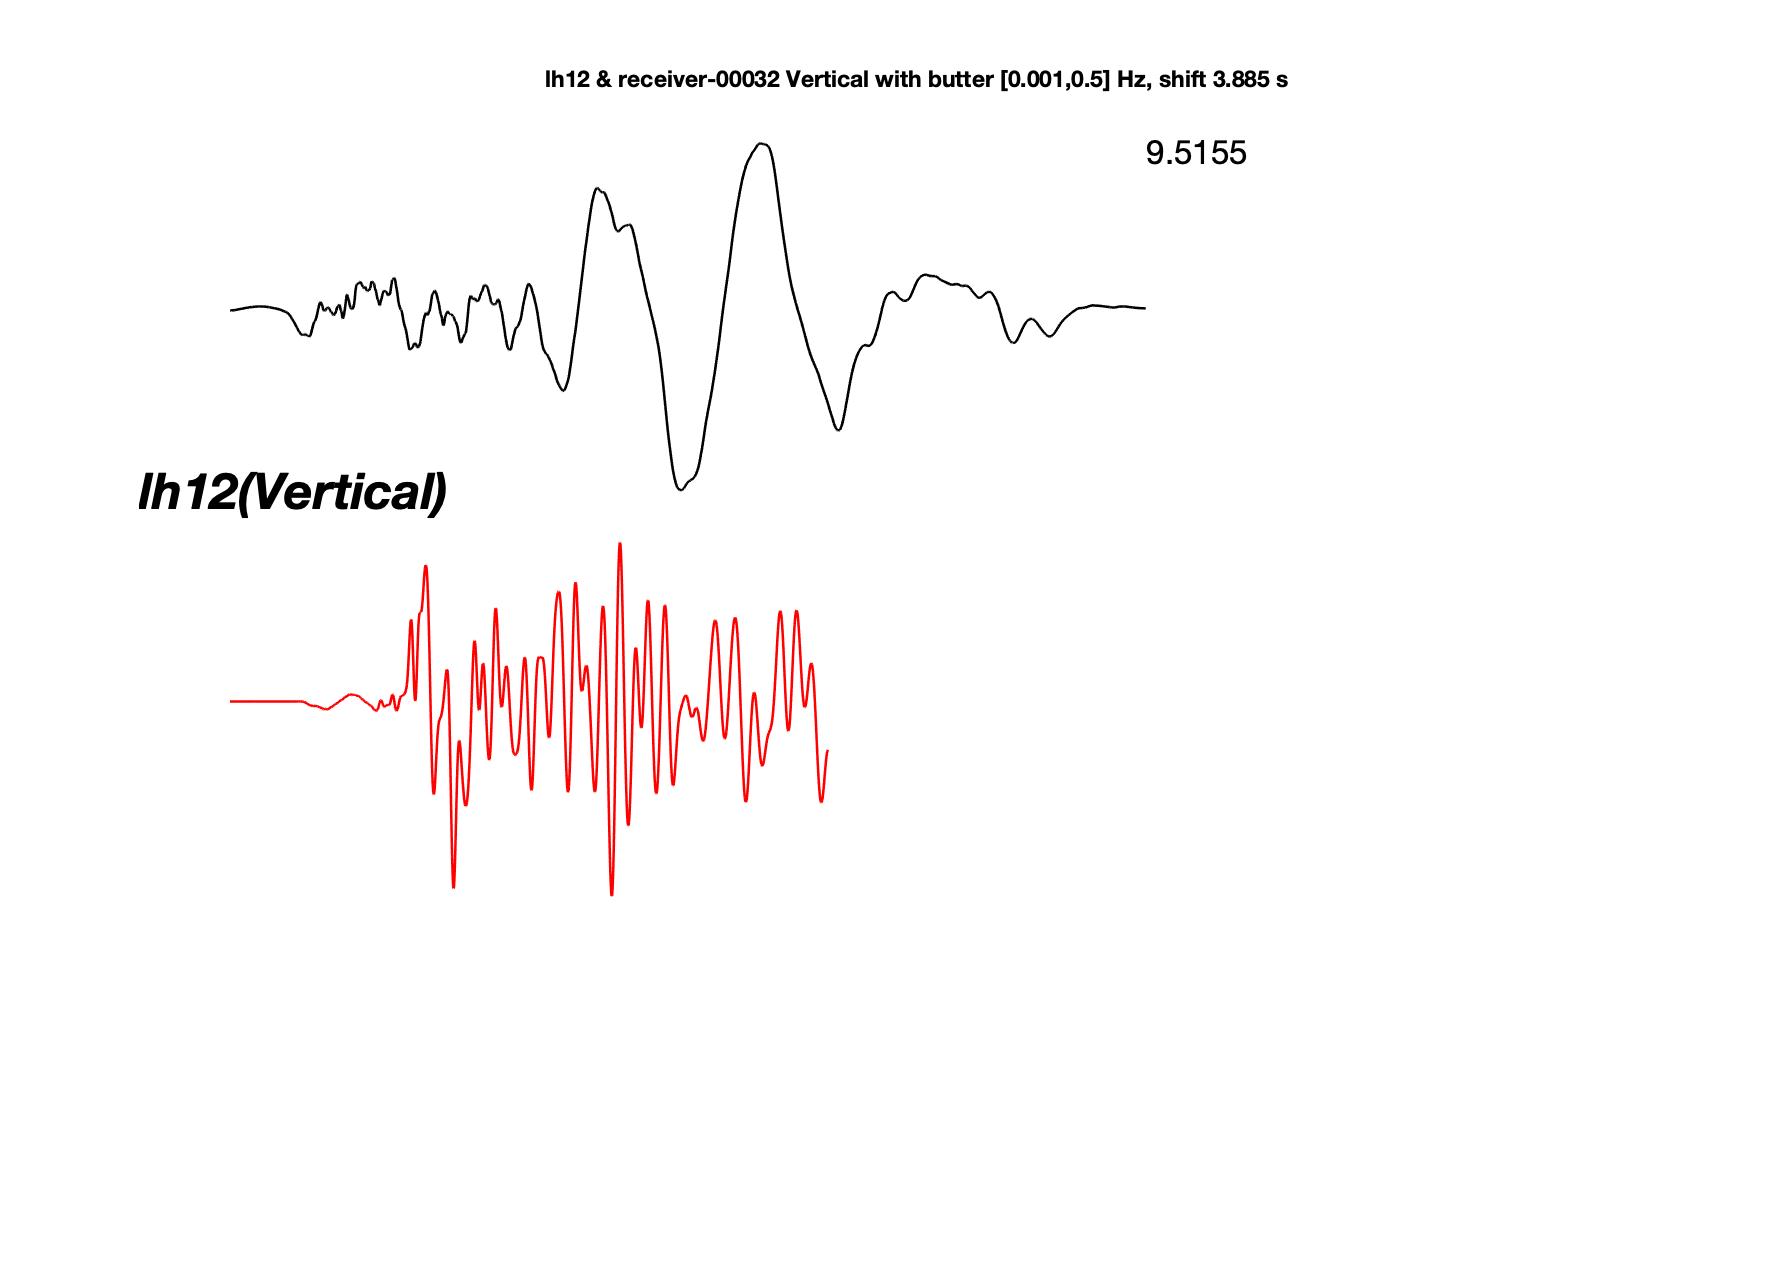 lh12 & receiver-00032 Vertical with butter [0.001,0.5] Hz, shift 3.885 s
9.5155
lh12(Vertical)